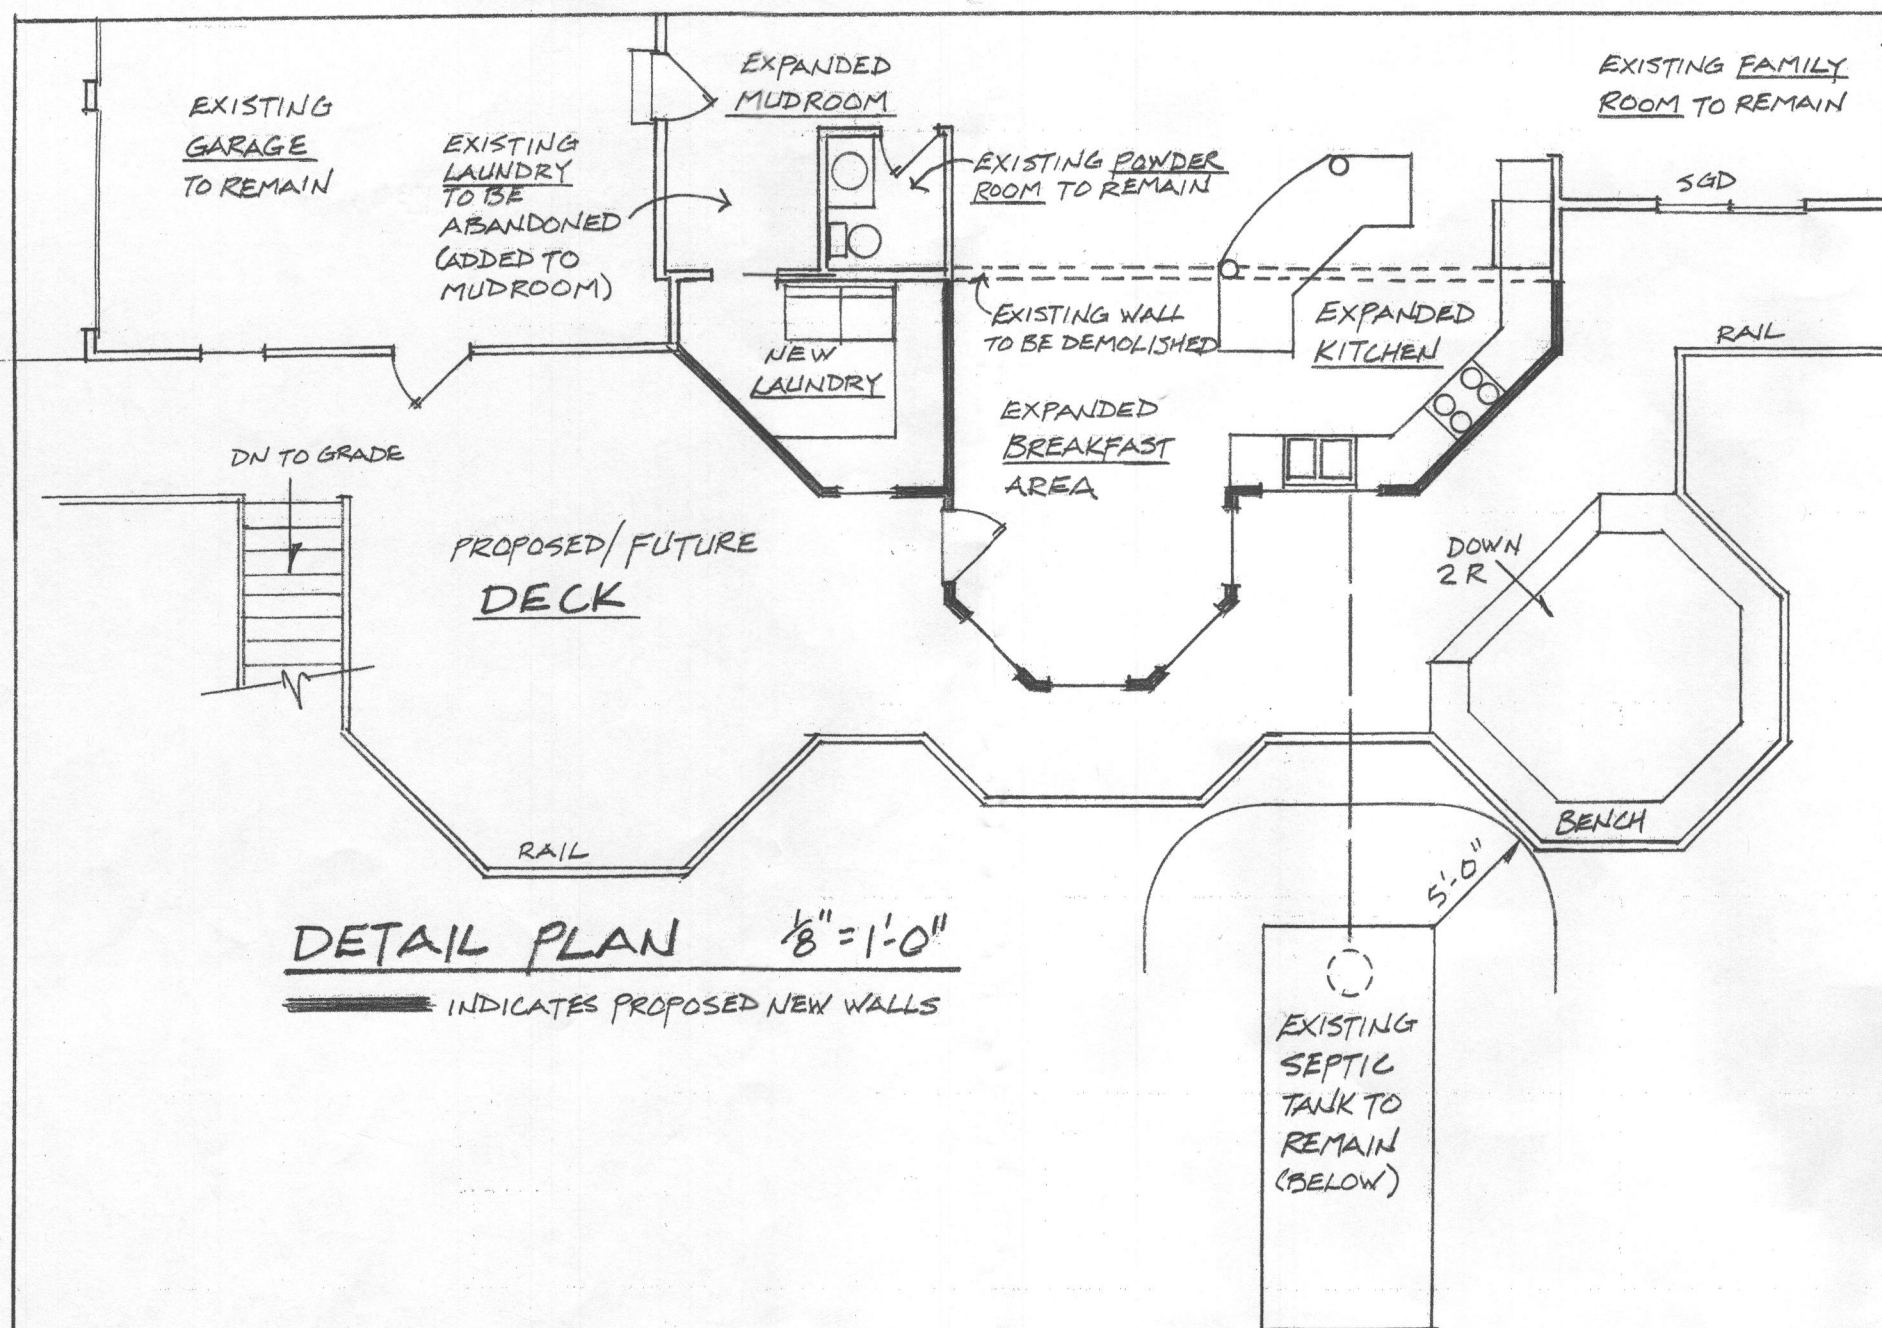 EXISTING
GARAGE
TO REMAIN
EXISTING
LAUNDRY
TO BE
ABANDONED
(ADDED TO
MUDROOM)
EXPANDED
MUDROOM
EXISTING POWDER
ROOM TO REMAIN
EXISTING FAMILY
ROOM TO REMAIN
SGD
EXISTING WALL
TO BE DEMOLISHED
EXPANDED
KITCHEN
RAIL
NEW
LAUNDRY
EXPANDED
BREAKFAST
AREA
DN TO GRADE
PROPOSED/FUTURE
DECK
DOWN
2R
BENCH
RAIL
5'-0"
DETAIL PLAN 1/8"=1'-0"
INDICATES PROPOSED NEW WALLS
EXISTING
SEPTIC
TANK TO
REMAIN
(BELOW)